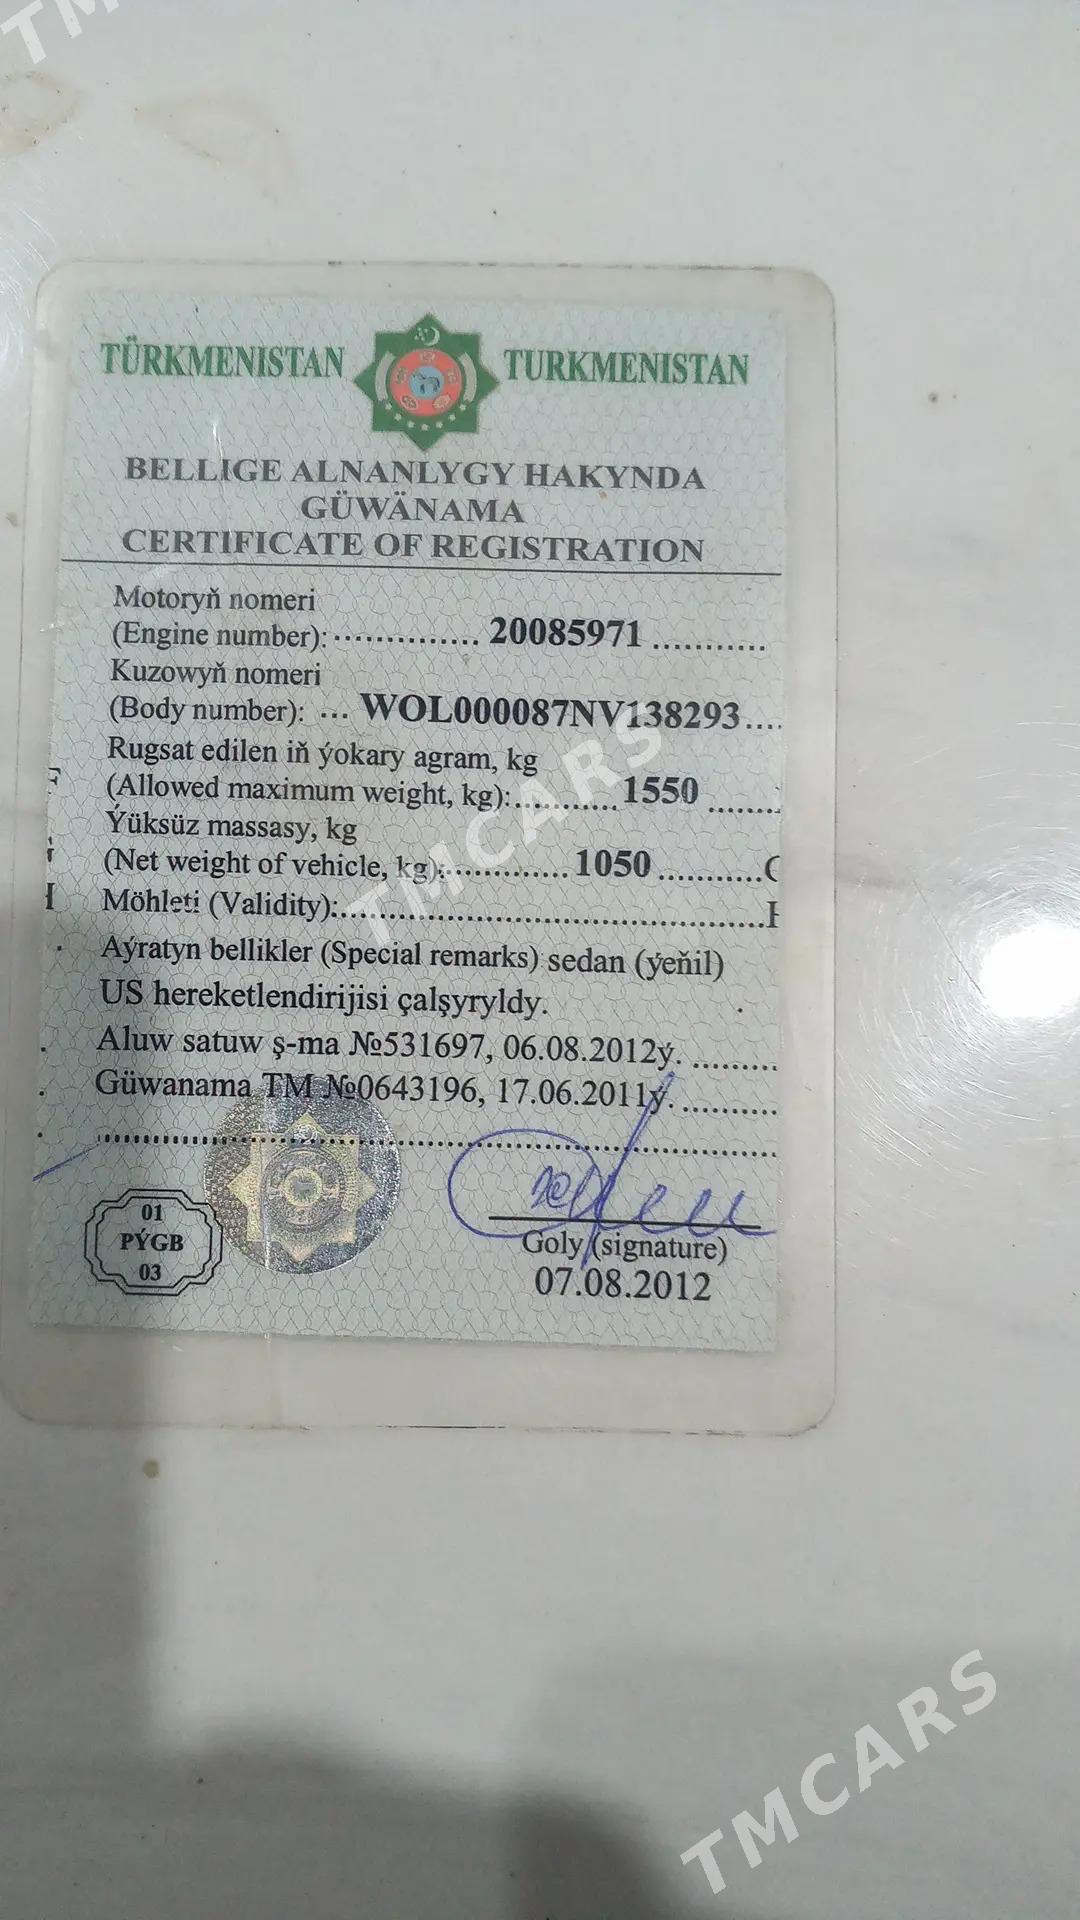 TÜRKMENISTAN TURKMENISTAN
BELLIGE ALNANLYGY HAKYNDA
GÜWÄNAMA
CERTIFICATE OF REGISTRATION
Motoryň nomeri
(Engine number): 20085971
Kuzowyň nomeri
(Body number): WOL000087NV138293
Rugsat edilen iň ýokary agram, kg
(Allowed maximum weight, kg): 1550
Ýüksüz massasy, kg
(Net weight of vehicle, kg): 1050
Möhleti (Validity):
Aýratyn bellikler (Special remarks) sedan (ýeňil)
US hereketlendirijisi çalşyryldy.
Aluw satuw ş-ma №531697, 06.08.2012ý.
Güwanama TM №0643196, 17.06.2011ý.
01
PÝGB
03
Goly (signature)
07.08.2012
TMCARS
TMCARS